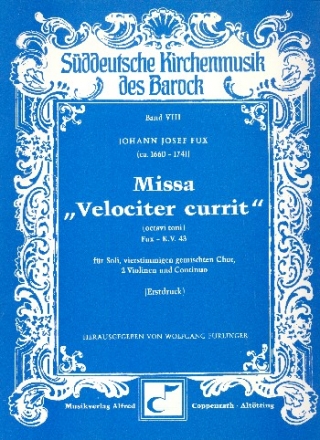 Süddeutsche Kirchenmusik
des Barock
Band VIII
JOHANN JOSEF FUX
(ca. 1660 - 1741)
Missa
„Velociter currit“
(octavi toni)
Fux - K.V. 43
für Soli, vierstimmigen gemischten Chor,
2 Violinen und Continuo
(Erstdruck)
HERAUSGEGEBEN VON WOLFGANG FÜRLINGER
Musikverlag Alfred Coppenrath - Altötting